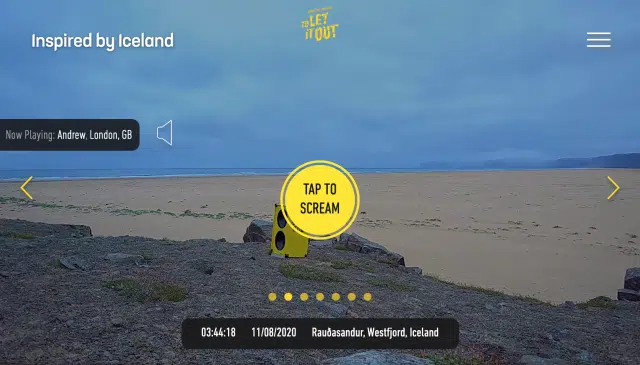 Inspired by Iceland
TO LET
IT OUT
Now Playing: Andrew, London, GB
TAP TO
SCREAM
03:44:18 11/08/2020 Rauðasandur, Westfjord, Iceland